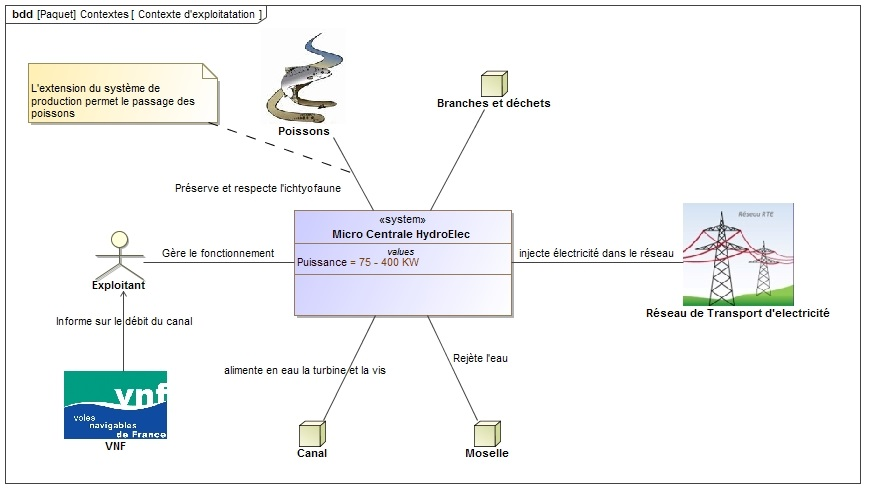 bdd [Paquet] Contextes [ Contexte d'exploitatation ]
L'extension du système de
production permet le passage des
poissons
Poissons
Branches et déchets
Préserve et respecte l'ichtyofaune
«system»
Micro Centrale HydroElec
values
Puissance = 75 - 400 KW
Gère le fonctionnement
Exploitant
injecte électricité dans le réseau
Réseau RTE
Réseau de Transport d'electricité
Informe sur le débit du canal
vnf
voies
navigables
de France
VNF
alimente en eau la turbine et la vis
Rejète l'eau
Canal
Moselle